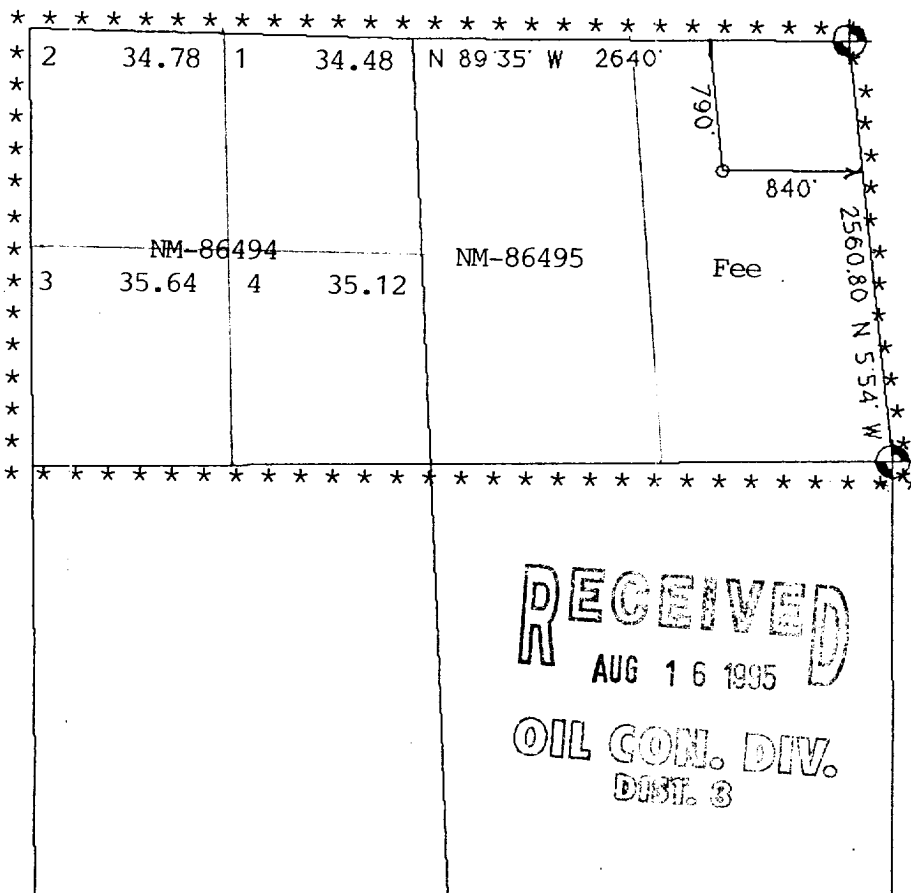 2 34.78 1 34.48 N 89°35' W 2640'
790'
840'
2560.80 N 5°54' W
NM-86494
NM-86495
Fee
3 35.64 4 35.12
RECEIVED
AUG 16 1995
OIL CON. DIV.
DIST. 3